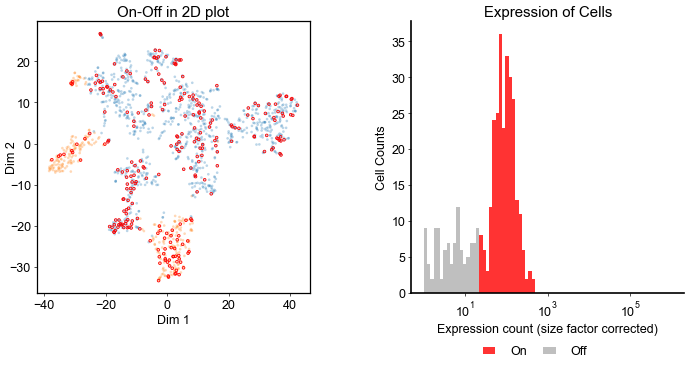 On-Off in 2D plot
Dim 2
20
10
0
−10
−20
−30
−40
−20
0
20
40
Dim 1
Expression of Cells
Cell Counts
35
30
25
20
15
10
5
0
10^1
10^3
10^5
Expression count (size factor corrected)
On
Off